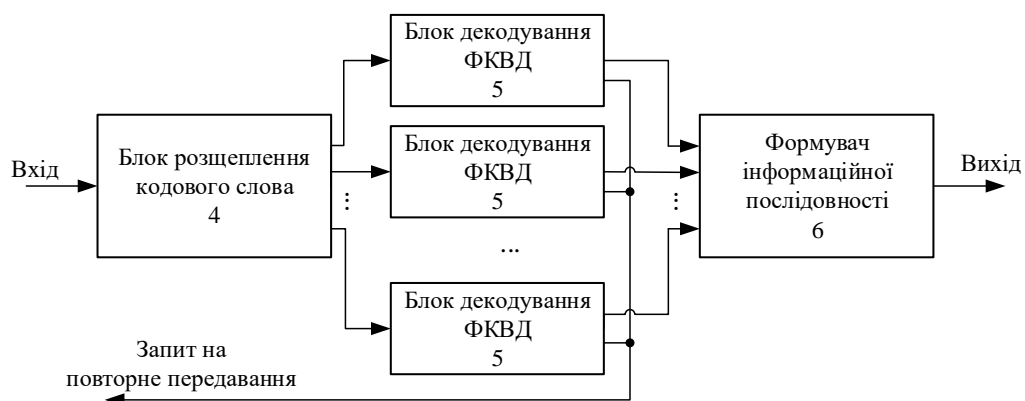 Блок декодування
ФКВД
5
Вхід
Блок розщеплення
кодового слова
4
...
Блок декодування
ФКВД
5
...
Формувач
інформаційної
послідовності
6
Вихід
...
Блок декодування
ФКВД
5
Запит на
повторне передавання